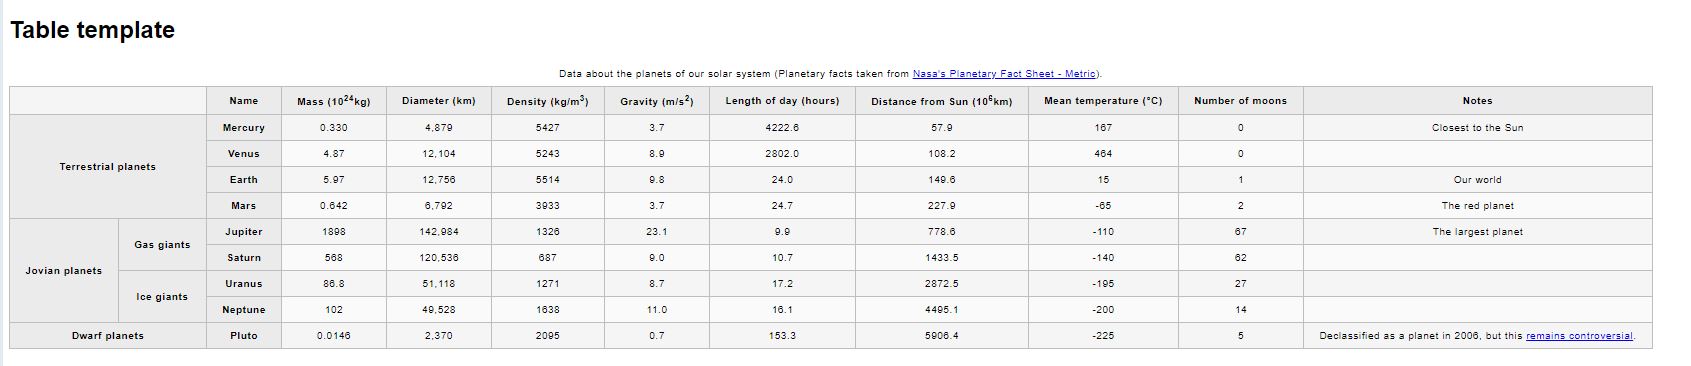 Table template
Data about the planets of our solar system (Planetary facts taken from Nasa's Planetary Fact Sheet - Metric).
Name Mass (10²⁴kg) Diameter (km) Density (kg/m³) Gravity (m/s²) Length of day (hours) Distance from Sun (10⁶km) Mean temperature (°C) Number of moons Notes
Terrestrial planets Mercury 0.330 4,879 5427 3.7 4222.6 57.9 167 0 Closest to the Sun
Venus 4.87 12,104 5243 8.9 2802.0 108.2 464 0
Earth 5.97 12,756 5514 9.8 24.0 149.6 15 1 Our world
Mars 0.642 6,792 3933 3.7 24.7 227.9 -65 2 The red planet
Jovian planets Gas giants Jupiter 1898 142,984 1326 23.1 9.9 778.6 -110 67 The largest planet
Saturn 568 120,536 687 9.0 10.7 1433.5 -140 62
Ice giants Uranus 86.8 51,118 1271 8.7 17.2 2872.5 -195 27
Neptune 102 49,528 1638 11.0 16.1 4495.1 -200 14
Dwarf planets Pluto 0.0146 2,370 2095 0.7 153.3 5906.4 -225 5 Declassified as a planet in 2006, but this remains controversial.